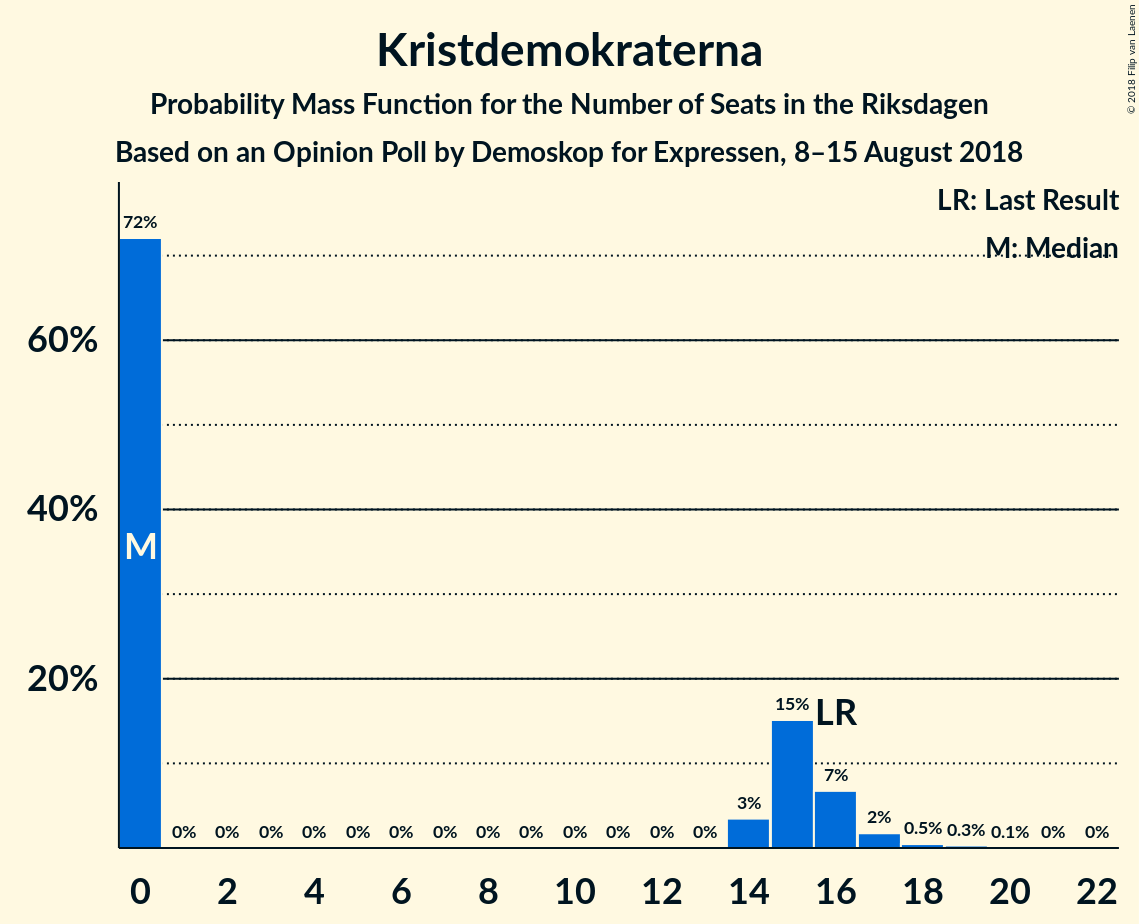 Kristdemokraterna
Probability Mass Function for the Number of Seats in the Riksdagen
Based on an Opinion Poll by Demoskop for Expressen, 8–15 August 2018
© 2018 Filip van Laenen
LR: Last Result
M: Median
60%
40%
20%
72%
0% 0% 0% 0% 0% 0% 0% 0% 0% 0% 0% 0% 0% 3% 15% 7% 2% 0.5% 0.3% 0.1% 0% 0%
M
LR
0 2 4 6 8 10 12 14 16 18 20 22